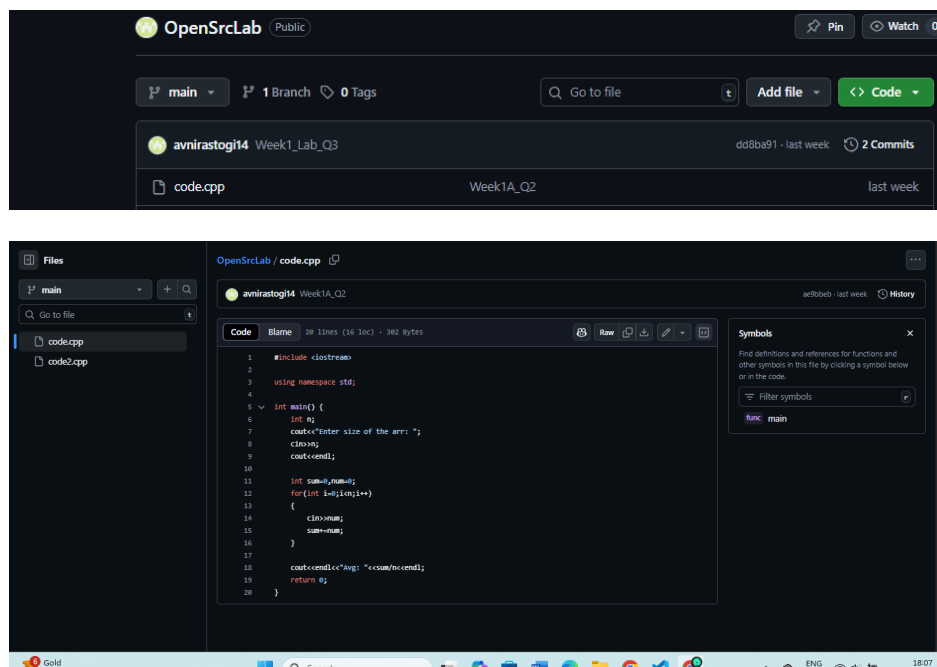 OpenSrcLab Public Pin Watch 0
main 1 Branch 0 Tags Go to file t Add file <> Code
avnirastogi14 Week1_Lab_Q3 dd8ba91 · last week 2 Commits
code.cpp Week1A_Q2 last week
Files OpenSrcLab / code.cpp
main
avnirastogi14 Week1A_Q2 ae9bbeb · last week History
Go to file t
code.cpp
code2.cpp
Code Blame 20 lines (16 loc) · 302 Bytes Raw
Symbols
Find definitions and references for functions and
other symbols in this file by clicking a symbol below
or in the code.
Filter symbols r
func main
1 #include <iostream>
2
3 using namespace std;
4
5 int main() {
6 int n;
7 cout<<"Enter size of the arr: ";
8 cin>>n;
9 cout<<endl;
10
11 int sum=0,num=0;
12 for(int i=0;i<n;i++)
13 {
14 cin>>num;
15 sum+=num;
16 }
17
18 cout<<endl<<"Avg: "<<sum/n<<endl;
19 return 0;
20 }
6 Gold
ENG 18:07